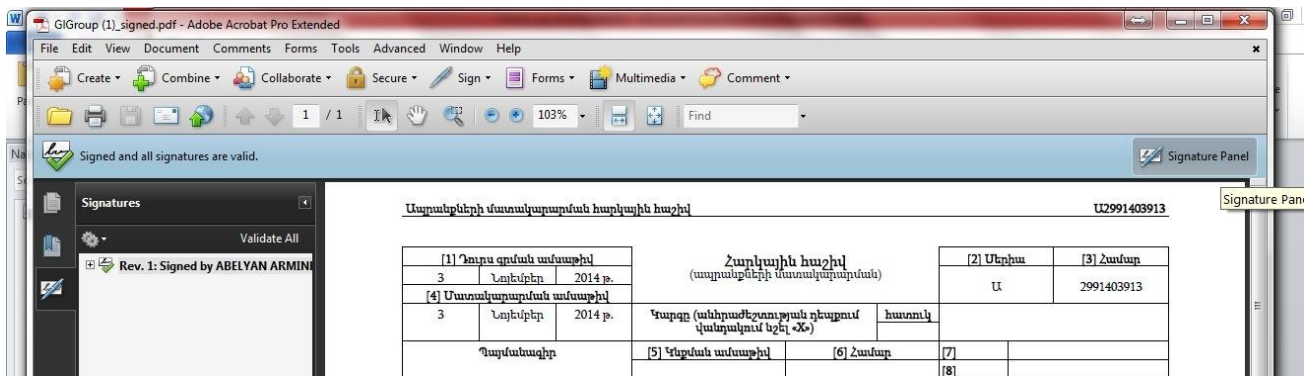 GIGroup (1)_signed.pdf - Adobe Acrobat Pro Extended
File Edit View Document Comments Forms Tools Advanced Window Help
Create Combine Collaborate Secure Sign Forms Multimedia Comment
1 / 1 103% Find
Signed and all signatures are valid. Signature Panel
Signatures
Validate All
Rev. 1: Signed by ABELYAN ARMINI
Signature Pan
Ապրանքների մատակարարման հարկային հաշիվ Ա2991403913
[1] Դուրս գրման ամսաթիվ Հարկային հաշիվ [2] Սերիա [3] Համար
3 Նոյեմբեր 2014 թ. (ապրանքների մատակարարման) Ա 2991403913
[4] Մատակարարման ամսաթիվ
3 Նոյեմբեր 2014 թ. Կարգը (անհրաժեշտության դեպքում հատուկ
վանդակում նշել «X»)
Պայմանագիր [5] Կնքման ամսաթիվ [6] Համար [7]
[8]